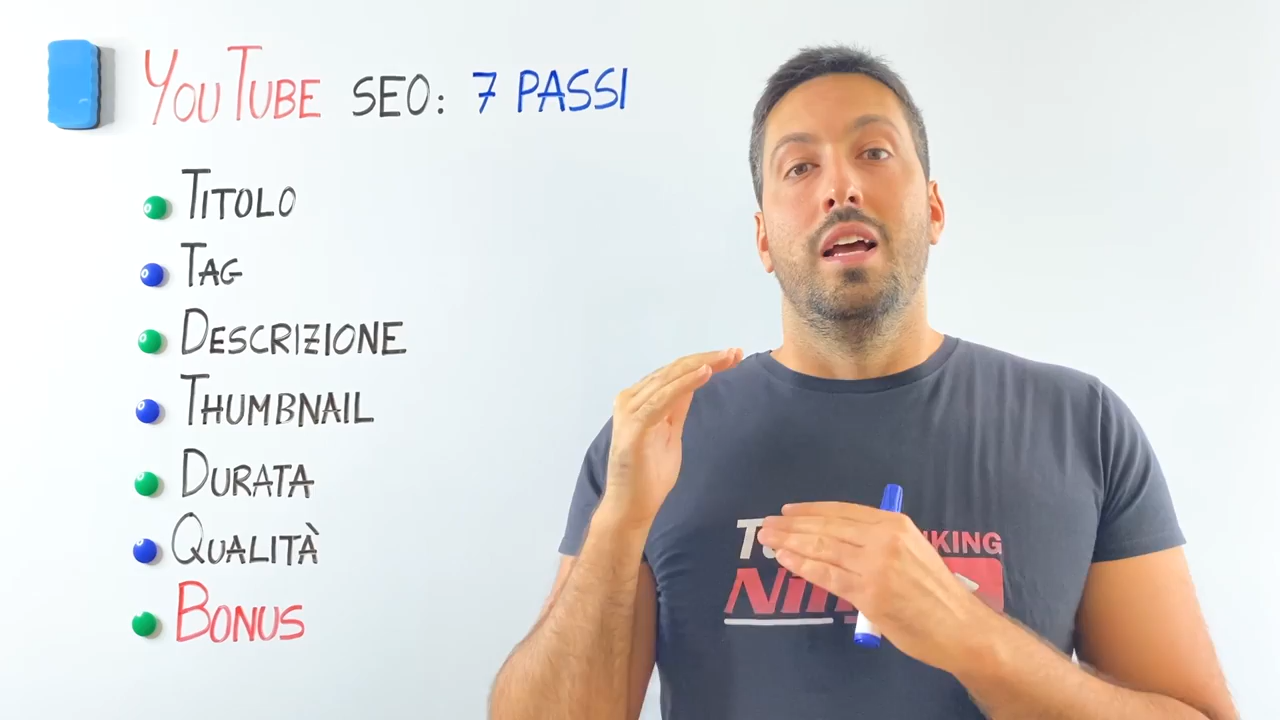 YOUTUBE SEO: 7 PASSI
TITOLO
TAG
DESCRIZIONE
THUMBNAIL
DURATA
QUALITÀ
BONUS